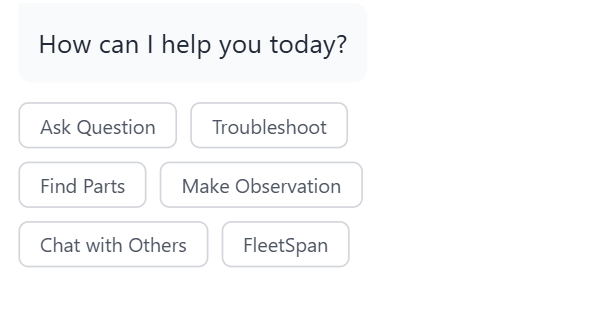 How can I help you today?
Ask Question
Troubleshoot
Find Parts
Make Observation
Chat with Others
FleetSpan